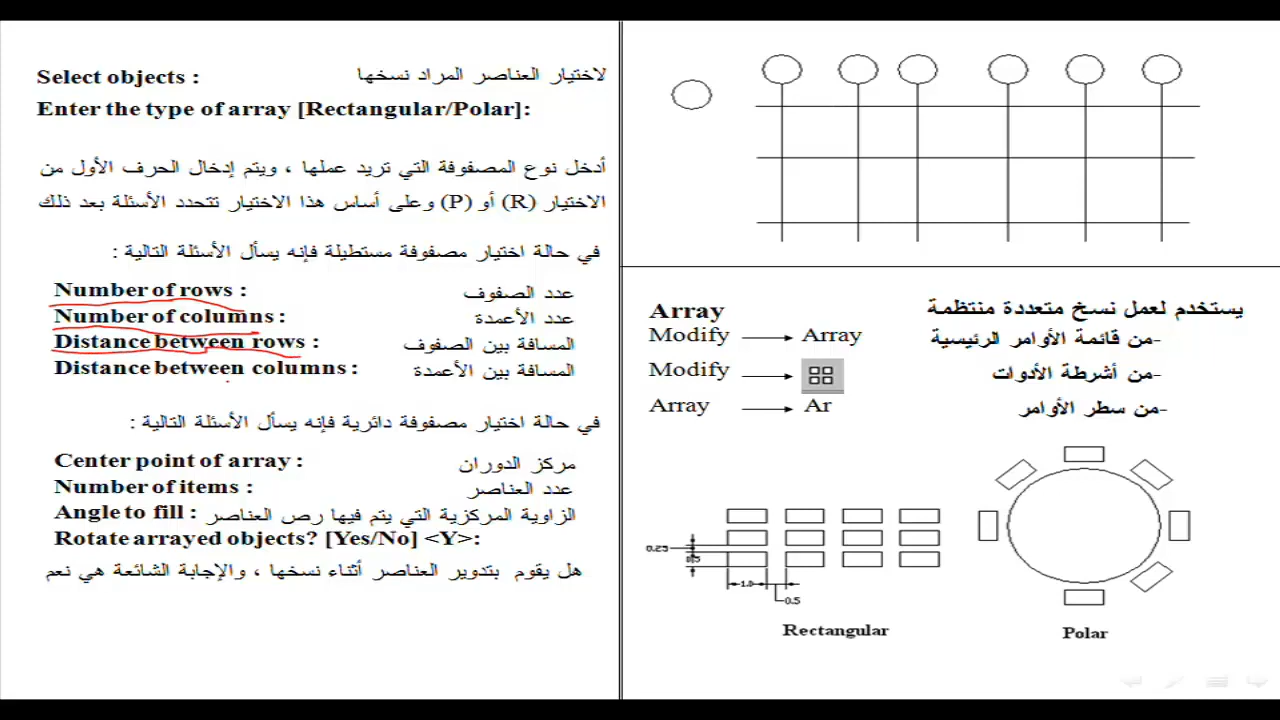 Select objects : لاختيار العناصر المراد نسخها
Enter the type of array [Rectangular/Polar]:
أدخل نوع المصفوفة التي تريد عملها ، ويتم إدخال الحرف الأول من
الاختيار (R) أو (P) وعلى أساس هذا الاختيار تتحدد الأسئلة بعد ذلك
في حالة اختيار مصفوفة مستطيلة فإنه يسأل الأسئلة التالية :
Number of rows : عدد الصفوف
Number of columns : عدد الأعمدة
Distance between rows : المسافة بين الصفوف
Distance between columns : المسافة بين الأعمدة
في حالة اختيار مصفوفة دائرية فإنه يسأل الأسئلة التالية :
Center point of array : مركز الدوران
Number of items : عدد العناصر
Angle to fill : الزاوية المركزية التي يتم فيها رص العناصر
Rotate arrayed objects? [Yes/No] <Y>:
هل يقوم بتدوير العناصر أثناء نسخها ، والإجابة الشائعة هي نعم
Array يستخدم لعمل نسخ متعددة منتظمة
Modify Array -من قائمة الأوامر الرئيسية
Modify -من أشرطة الأدوات
Array Ar -من سطر الأوامر
0.25
0.5
1.0
0.5
Rectangular
Polar